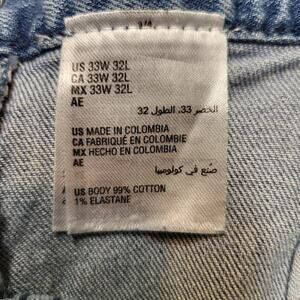 US 33W 32L
CA 33W 32L
MX 33W 32L
AE
الخصر 33، الطول 32
US MADE IN COLOMBIA
CA FABRIQUÉ EN COLOMBIE
MX HECHO EN COLOMBIA
AE
صُنع في كولومبيا
US BODY 99% COTTON
1% ELASTANE